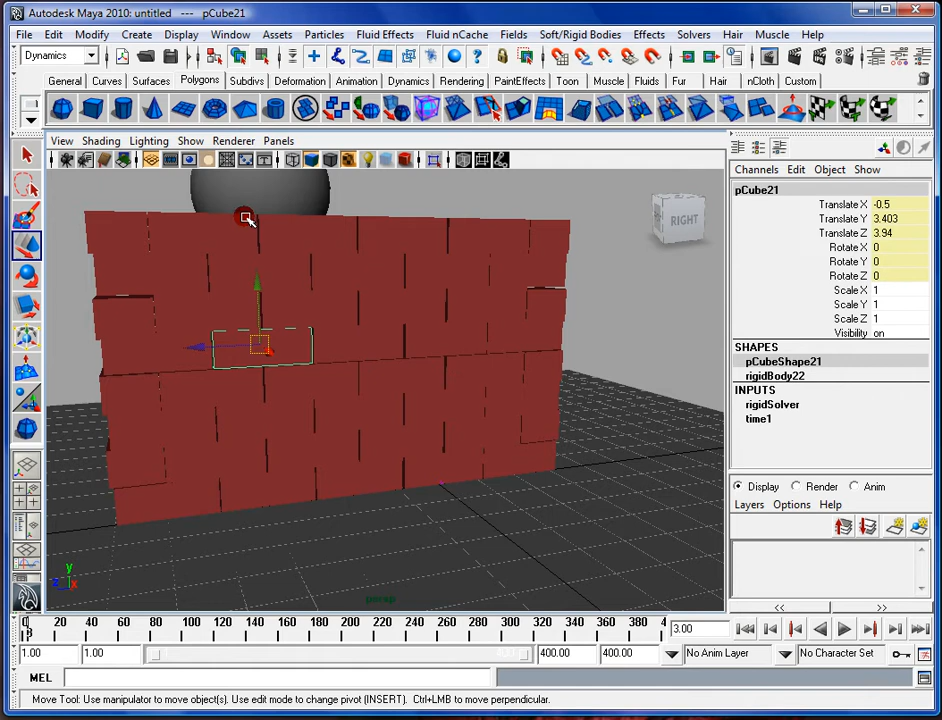 Autodesk Maya 2010: untitled --- pCube21
File Edit Modify Create Display Window Assets Particles Fluid Effects Fluid nCache Fields Soft/Rigid Bodies Effects Solvers Hair Muscle Help
Dynamics
General Curves Surfaces Polygons Subdivs Deformation Animation Dynamics Rendering PaintEffects Toon Muscle Fluids Fur Hair nCloth Custom
View Shading Lighting Show Renderer Panels
Channels Edit Object Show
pCube21
Translate X -0.5
Translate Y 3.403
Translate Z 3.94
Rotate X 0
Rotate Y 0
Rotate Z 0
Scale X 1
Scale Y 1
Scale Z 1
Visibility on
SHAPES
pCubeShape21
rigidBody22
INPUTS
rigidSolver
time1
RIGHT
Display Render Anim
Layers Options Help
y
z x
persp
<< >>
20 40 60 80 100 120 140 160 180 200 220 240 260 280 300 320 340 360 380 4
3.00
1.00 1.00 400.00 400.00 No Anim Layer No Character Set
MEL
Move Tool: Use manipulator to move object(s). Use edit mode to change pivot (INSERT). Ctrl+LMB to move perpendicular.